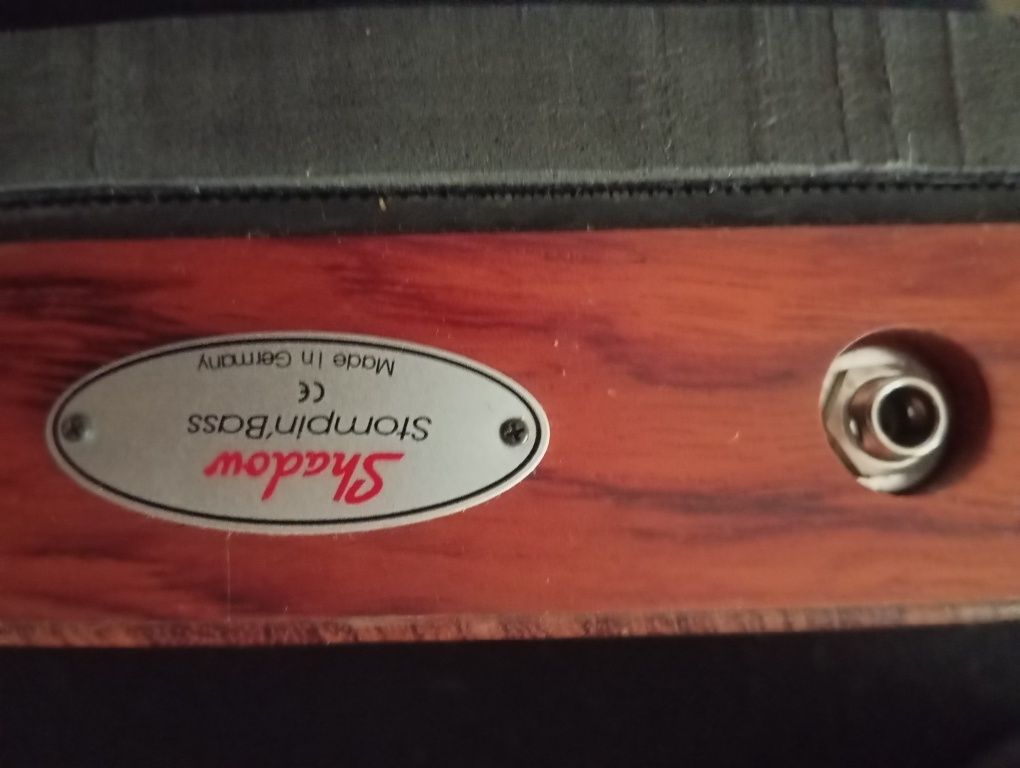 Shadow
Stompin'Bass
CE
Made In Germany